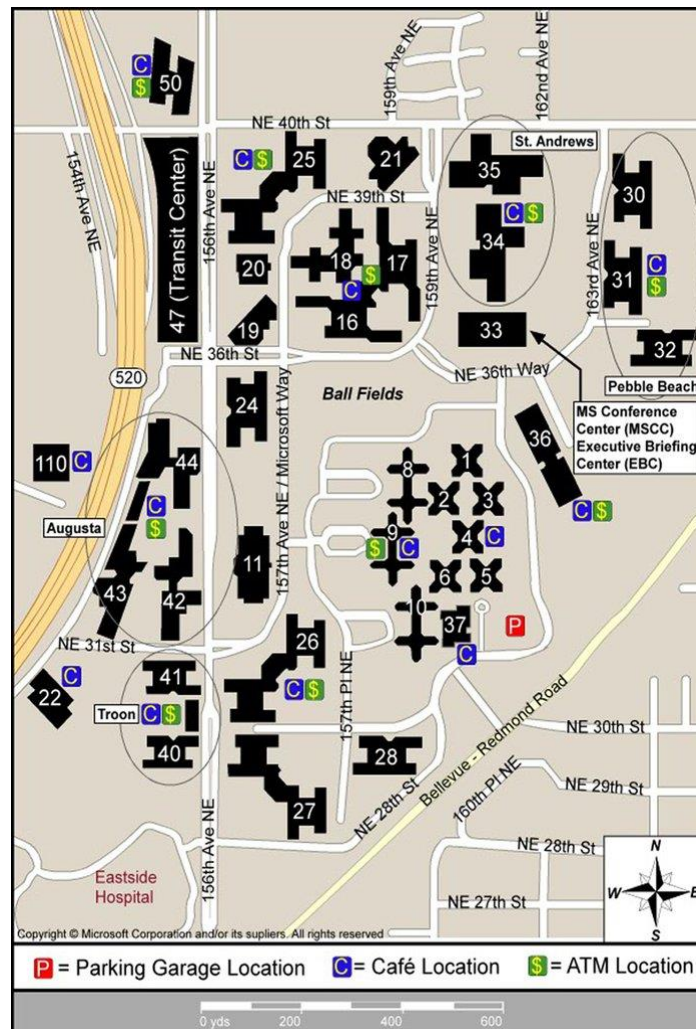 159th Ave NE
162nd Ave NE
C
$
50
NE 40th St
St. Andrews
154th Ave NE
47 (Transit Center)
156th Ave NE
C $
25
21
35
30
NE 39th St
C $
34
18
17
$
C
16
20
19
159th Ave NE
163rd Ave NE
31
C
$
33
32
NE 36th St
NE 36th Way
Pebble Beach
520
24
Ball Fields
MS Conference
Center (MSCC)
Executive Briefing
Center (EBC)
157th Ave NE / Microsoft Way
36
C $
110
C
44
Augusta
C
$
43
42
11
8
1
2
3
9
$
C
4
C
6
5
10
37
P
C
NE 31st St
26
C $
22
C
41
Troon
C $
40
157th Pl NE
28
27
NE 28th St
Bellevue - Redmond Road
160th Pl NE
NE 30th St
NE 29th St
NE 28th St
NE 27th St
156th Ave NE
Eastside
Hospital
N
W
E
S
Copyright © Microsoft Corporation and/or its supliers. All rights reserved
P = Parking Garage Location C = Café Location $ = ATM Location
0 yds 200 400 600